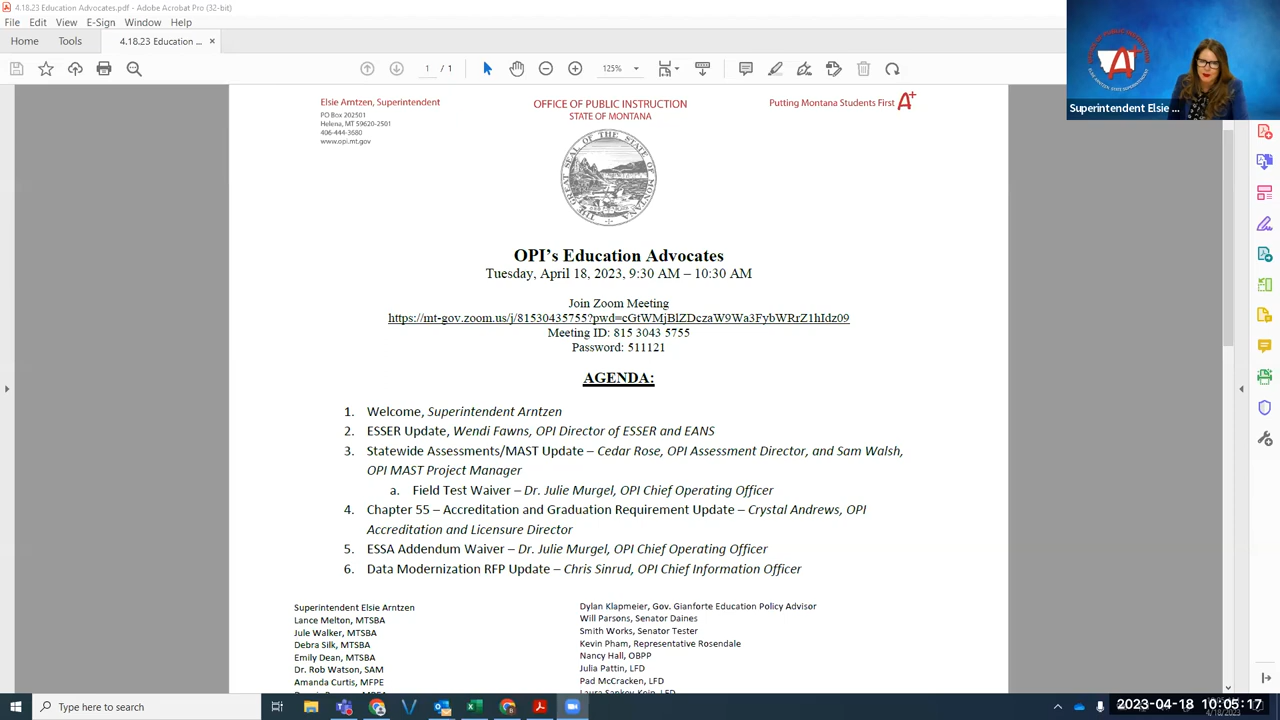 4.18.23 Education Advocates.pdf - Adobe Acrobat Pro (32-bit)
File Edit View E-Sign Window Help
Home Tools 4.18.23 Education ... ×
1 / 1 125%
Superintendent Elsie ...
Elsie Arntzen, Superintendent
PO Box 202501
Helena, MT 59620-2501
406-444-3680
www.opi.mt.gov
OFFICE OF PUBLIC INSTRUCTION
STATE OF MONTANA
Putting Montana Students First A+
OPI's Education Advocates
Tuesday, April 18, 2023, 9:30 AM – 10:30 AM
Join Zoom Meeting
https://mt-gov.zoom.us/j/81530435755?pwd=cGtWMjBlZDczaW9Wa3FybWRrZ1hIdz09
Meeting ID: 815 3043 5755
Password: 511121
AGENDA:
1. Welcome, Superintendent Arntzen
2. ESSER Update, Wendi Fawns, OPI Director of ESSER and EANS
3. Statewide Assessments/MAST Update – Cedar Rose, OPI Assessment Director, and Sam Walsh,
OPI MAST Project Manager
a. Field Test Waiver – Dr. Julie Murgel, OPI Chief Operating Officer
4. Chapter 55 – Accreditation and Graduation Requirement Update – Crystal Andrews, OPI
Accreditation and Licensure Director
5. ESSA Addendum Waiver – Dr. Julie Murgel, OPI Chief Operating Officer
6. Data Modernization RFP Update – Chris Sinrud, OPI Chief Information Officer
Superintendent Elsie Arntzen
Lance Melton, MTSBA
Jule Walker, MTSBA
Debra Silk, MTSBA
Emily Dean, MTSBA
Dr. Rob Watson, SAM
Amanda Curtis, MFPE
Dylan Klapmeier, Gov. Gianforte Education Policy Advisor
Will Parsons, Senator Daines
Smith Works, Senator Tester
Kevin Pham, Representative Rosendale
Nancy Hall, OBPP
Julia Pattin, LFD
Pad McCracken, LFD
Type here to search
2023-04-18 10:05:17